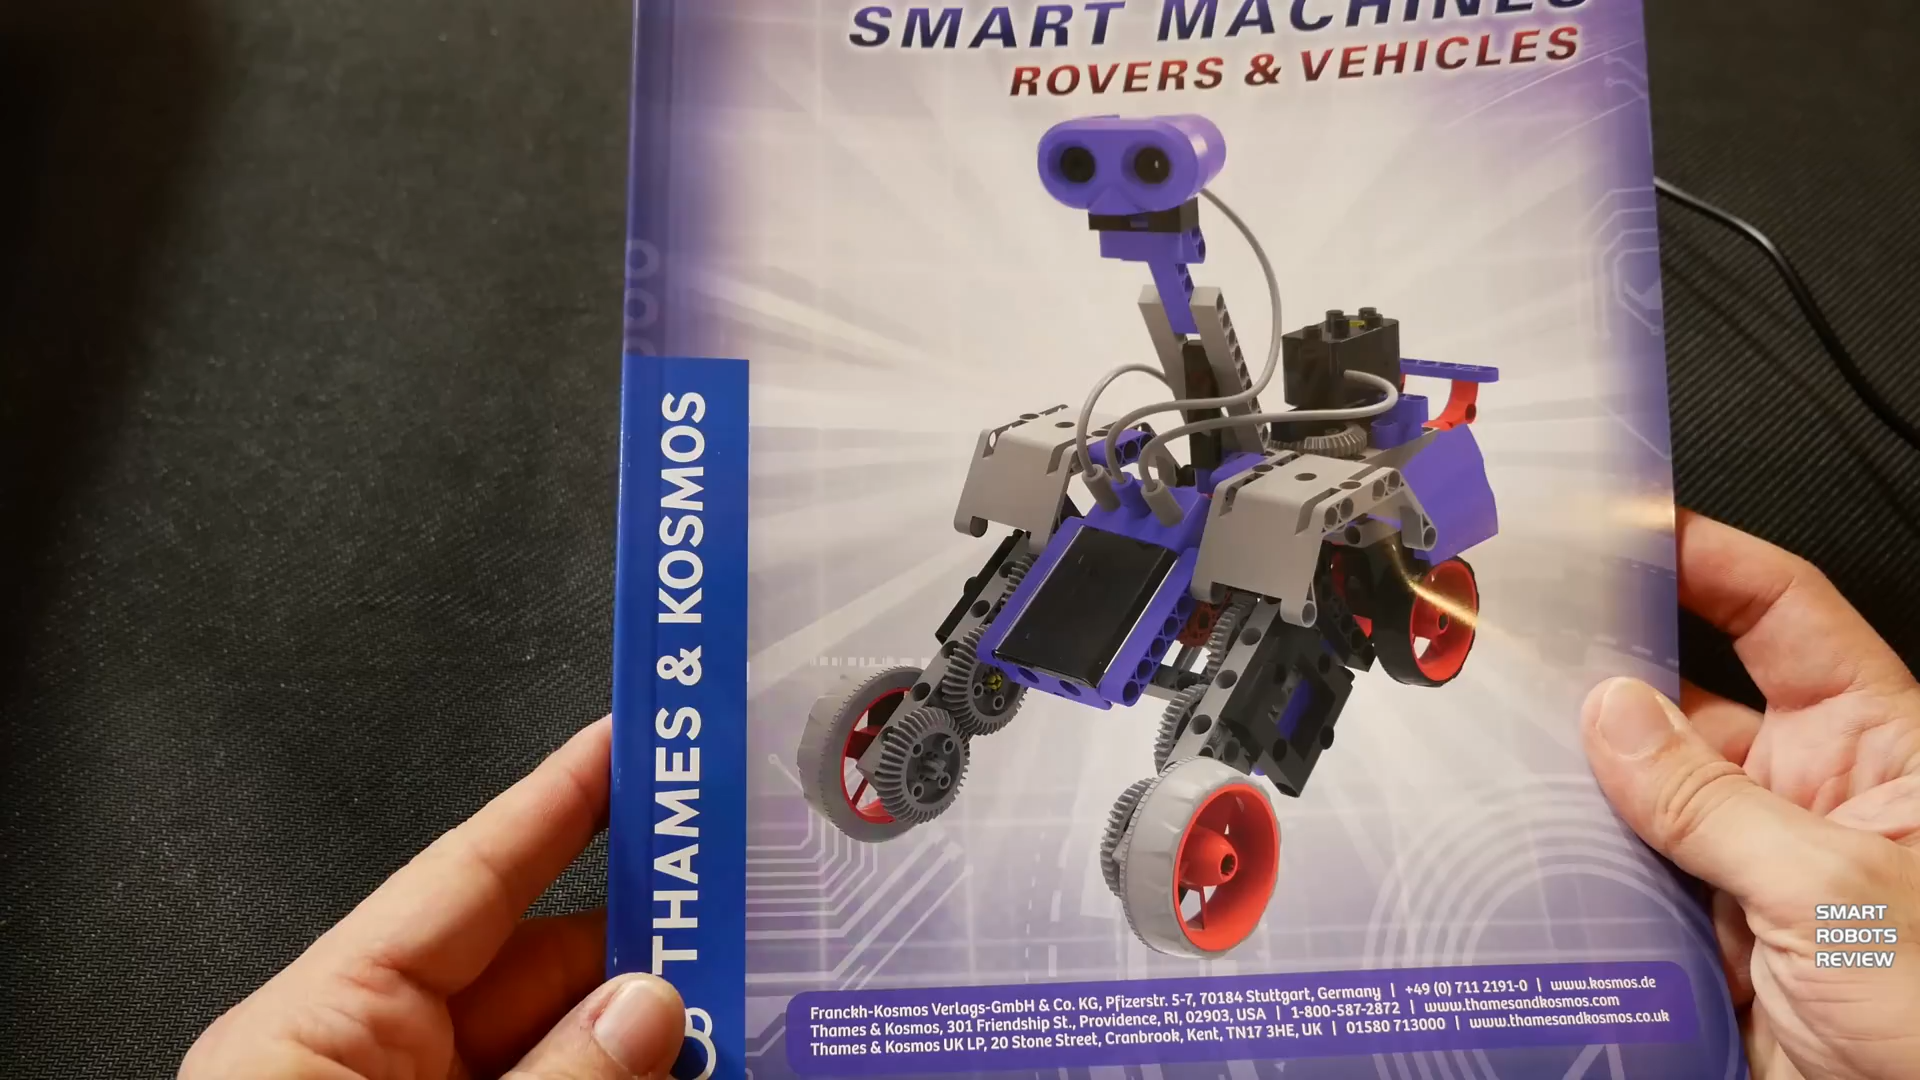 SMART MACHINES
ROVERS & VEHICLES
THAMES & KOSMOS
Franckh-Kosmos Verlags-GmbH & Co. KG, Pfizerstr. 5-7, 70184 Stuttgart, Germany | +49 (0) 711 2191-0 | www.kosmos.de
Thames & Kosmos, 301 Friendship St., Providence, RI, 02903, USA | 1-800-587-2872 | www.thamesandkosmos.com
Thames & Kosmos UK LP, 20 Stone Street, Cranbrook, Kent, TN17 3HE, UK | 01580 713000 | www.thamesandkosmos.co.uk
SMART
ROBOTS
REVIEW